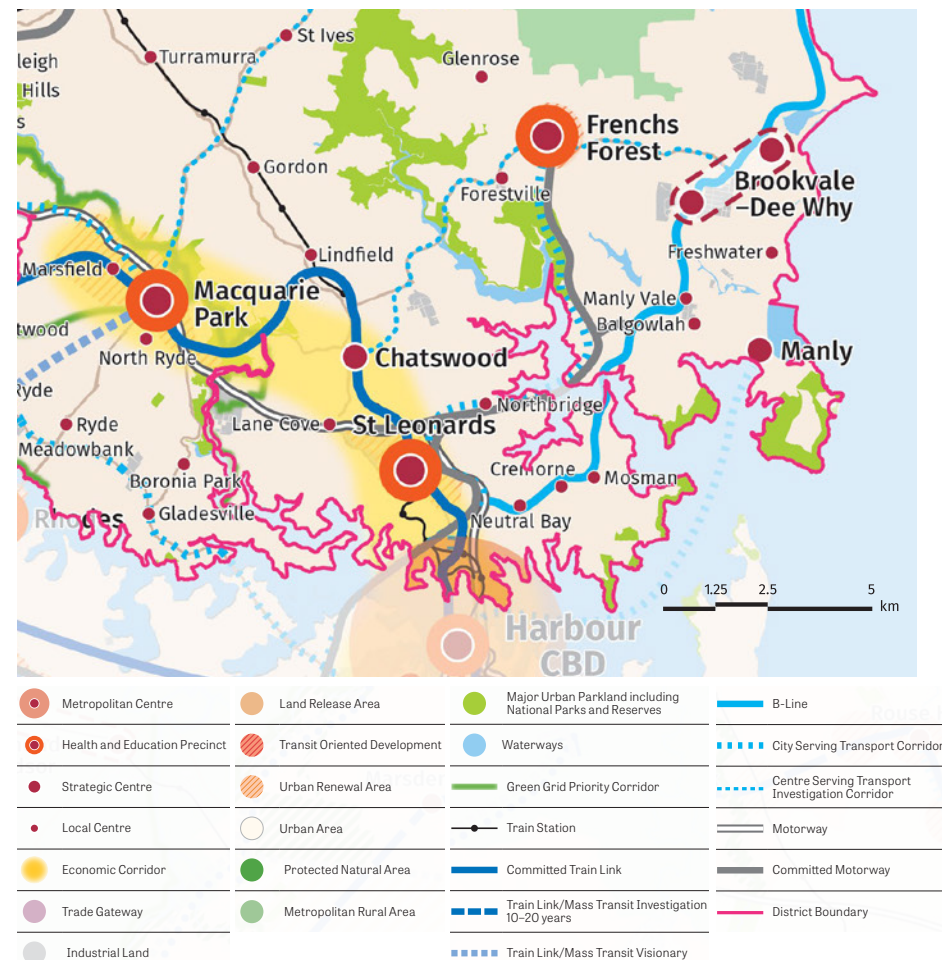 St Ives
Turramurra
leigh
Hills
s
Glenrose
Frenchs
Forest
Gordon
Forestville
Brookvale
–Dee Why
Lindfield
Freshwater
Marsfield
Macquarie
Park
Manly Vale
Balgowlah
twood
North Ryde
Chatswood
Manly
Ryde
Northbridge
Lane Cove
St Leonards
Ryde
Meadowbank
Cremorne
Mosman
Boronia Park
Gladesville
Rhodes
Neutral Bay
0 1.25 2.5 5
km
Harbour
CBD
Metropolitan Centre
Health and Education Precinct
Strategic Centre
Local Centre
Economic Corridor
Trade Gateway
Industrial Land
Land Release Area
Transit Oriented Development
Urban Renewal Area
Urban Area
Protected Natural Area
Metropolitan Rural Area
Major Urban Parkland including
National Parks and Reserves
Waterways
Green Grid Priority Corridor
Train Station
Committed Train Link
Train Link/Mass Transit Investigation
10–20 years
Train Link/Mass Transit Visionary
B-Line
City Serving Transport Corridor
Centre Serving Transport
Investigation Corridor
Motorway
Committed Motorway
District Boundary